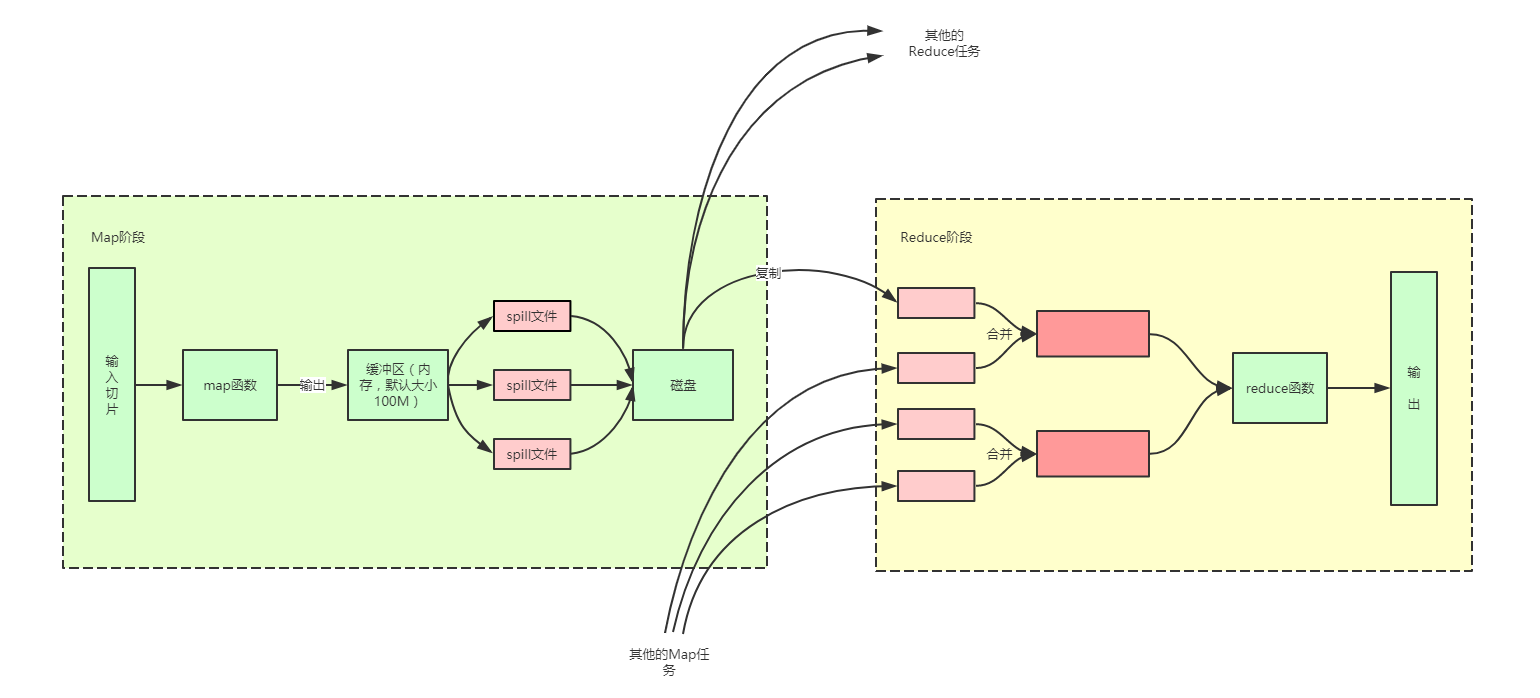 其他的
Reduce任务
Map阶段
输
入
切
片
map函数
输出
缓冲区（内
存，默认大小
100M）
spill文件
spill文件
spill文件
磁盘
复制
Reduce阶段
合并
合并
reduce函数
输
出
其他的Map任
务